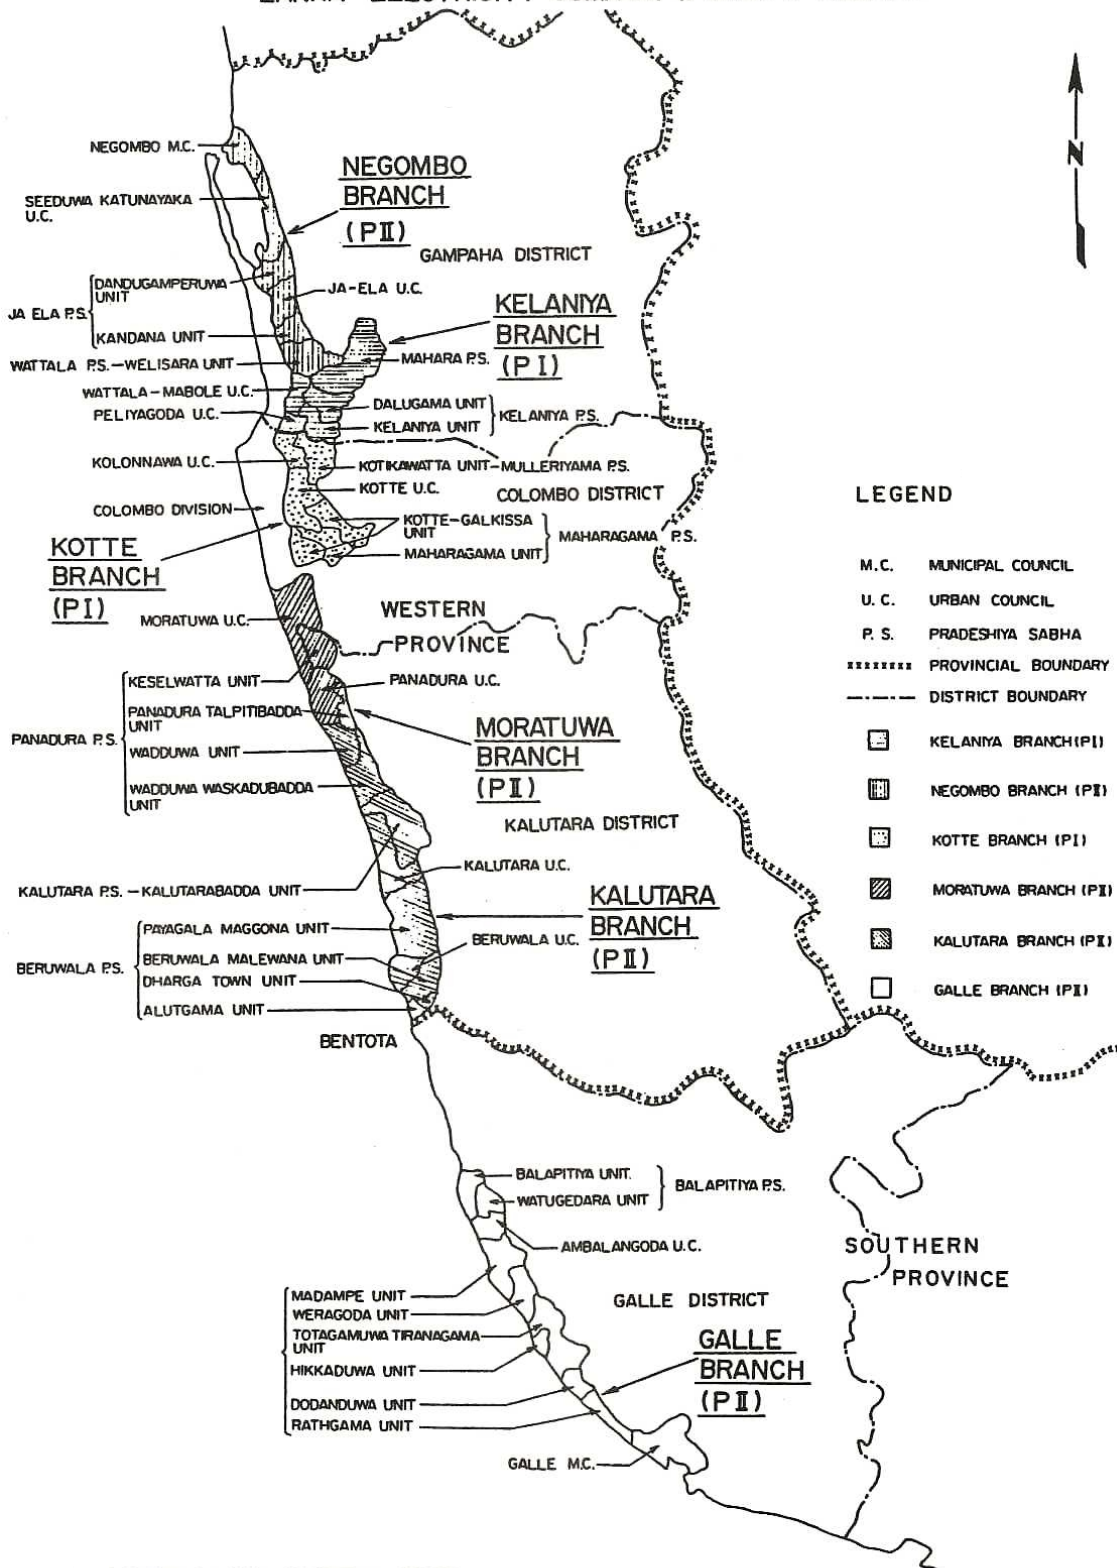 NEGOMBO M.C.
NEGOMBO
BRANCH
(PII)
SEEDUWA KATUNAYAKA
U.C.
GAMPAHA DISTRICT
DANDUGAMPERUWA
UNIT
JA-ELA U.C.
JA ELA P.S.
KANDANA UNIT
KELANIYA
BRANCH
(PI)
WATTALA P.S.-WELISARA UNIT
MAHARA P.S.
WATTALA-MABOLE U.C.
DALUGAMA UNIT
PELIYAGODA U.C.
KELANIYA P.S.
KELANIYA UNIT
KOLONNAWA U.C.
KOTIKAWATTA UNIT-MULLERIYAMA P.S.
KOTTE U.C.
COLOMBO DISTRICT
COLOMBO DIVISION
KOTTE-GALKISSA
UNIT
MAHARAGAMA P.S.
MAHARAGAMA UNIT
KOTTE
BRANCH
(PI)
WESTERN
PROVINCE
MORATUWA U.C.
KESELWATTA UNIT
PANADURA U.C.
PANADURA TALPITIBADDA
UNIT
PANADURA P.S.
WADDUWA UNIT
MORATUWA
BRANCH
(PII)
WADDUWA WASKADUBADDA
UNIT
KALUTARA DISTRICT
KALUTARA U.C.
KALUTARA P.S. - KALUTARABADDA UNIT
KALUTARA
BRANCH
(PII)
PAYAGALA MAGGONA UNIT
BERUWALA U.C.
BERUWALA P.S.
BERUWALA MALEWANA UNIT
DHARGA TOWN UNIT
ALUTGAMA UNIT
BENTOTA
BALAPITIYA UNIT.
BALAPITIYA P.S.
WATUGEDARA UNIT
AMBALANGODA U.C.
SOUTHERN
PROVINCE
MADAMPE UNIT
GALLE DISTRICT
WERAGODA UNIT
TOTAGAMUWA TIRANAGAMA
UNIT
HIKKADUWA UNIT
GALLE
BRANCH
(PII)
DODANDUWA UNIT
RATHGAMA UNIT
GALLE M.C.
N
LEGEND
M.C. MUNICIPAL COUNCIL
U.C. URBAN COUNCIL
P.S. PRADESHIYA SABHA
PROVINCIAL BOUNDARY
DISTRICT BOUNDARY
KELANIYA BRANCH (PI)
NEGOMBO BRANCH (PII)
KOTTE BRANCH (PI)
MORATUWA BRANCH (PII)
KALUTARA BRANCH (PII)
GALLE BRANCH (PII)